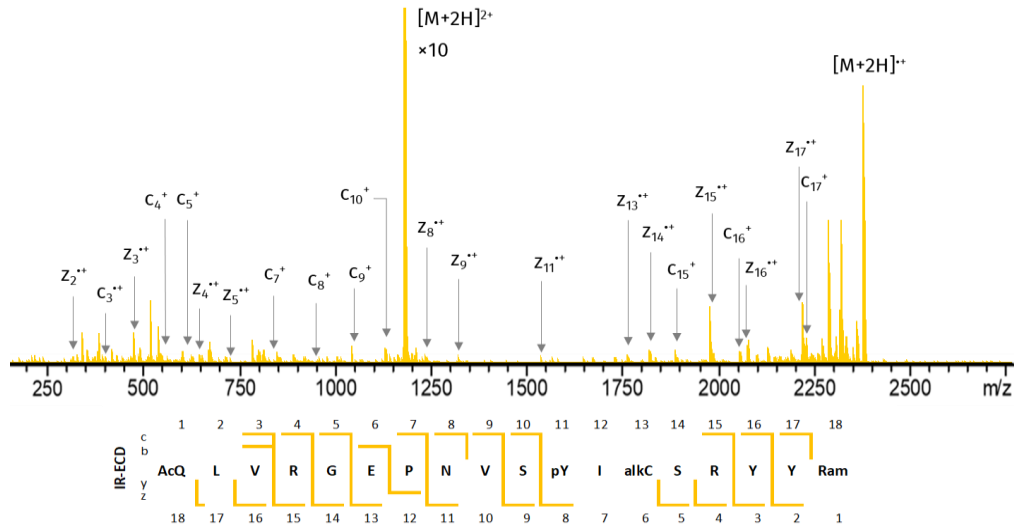 [M+2H]²⁺
×10
[M+2H]•⁺
Z₂•⁺ C₃•⁺ Z₃•⁺ C₄⁺ C₅⁺ Z₄•⁺ Z₅•⁺ C₇⁺ C₈⁺ C₉⁺ C₁₀⁺ Z₈•⁺ Z₉•⁺ Z₁₁•⁺ Z₁₃•⁺ Z₁₄•⁺ C₁₅⁺ Z₁₅•⁺ C₁₆⁺ Z₁₆•⁺ Z₁₇•⁺ C₁₇⁺
250 500 750 1000 1250 1500 1750 2000 2250 2500 m/z
1 2 3 4 5 6 7 8 9 10 11 12 13 14 15 16 17 18
c
b
IR-ECD
AcQ L V R G E P N V S pY I alkC S R Y Y Ram
y
z
18 17 16 15 14 13 12 11 10 9 8 7 6 5 4 3 2 1